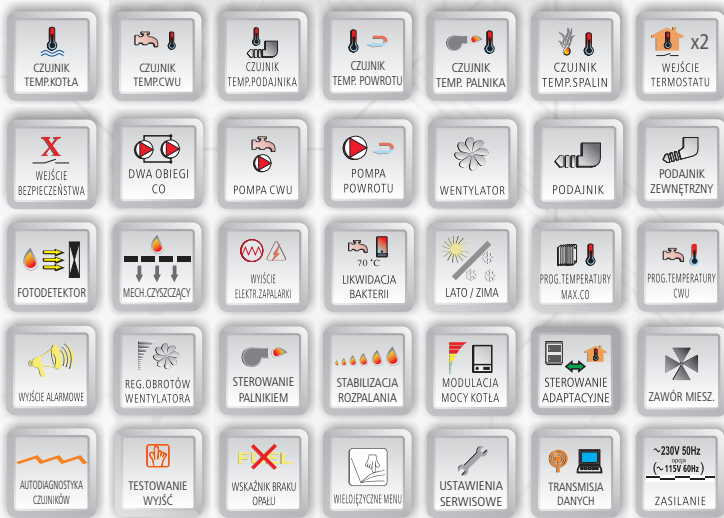 CZUJNIK
TEMP.KOTŁA
CZUJNIK
TEMP.CWU
CZUJNIK
TEMP.PODAJNIKA
CZUJNIK
TEMP. POWROTU
CZUJNIK
TEMP. PALNIKA
CZUJNIK
TEMP.SPALIN
x2
WEJŚCIE
TERMOSTATU
X
WEJŚCIE
BEZPIECZEŃSTWA
DWA OBIEGI
CO
POMPA CWU
POMPA
POWROTU
WENTYLATOR
PODAJNIK
PODAJNIK
ZEWNĘTRZNY
FOTODETEKTOR
MECH.CZYSZCZĄCY
WYJŚCIE
ELEKTR.ZAPALARKI
70 °C
LIKWIDACJA
BAKTERII
LATO / ZIMA
PROG.TEMPERATURY
MAX.CO
PROG.TEMPERATURY
CWU
WYJŚCIE ALARMOWE
REG.OBROTÓW
WENTYLATORA
STEROWANIE
PALNIKIEM
STABILIZACJA
ROZPALANIA
MODULACJA
MOCY KOTŁA
STEROWANIE
ADAPTACYJNE
ZAWÓR MIESZ.
AUTODIAGNOSTYKA
CZUJNIKÓW
TESTOWANIE
WYJŚĆ
FUEL
WSKAŹNIK BRAKU
OPAŁU
WIELOJĘZYCZNE MENU
USTAWIENIA
SERWISOWE
TRANSMISJA
DANYCH
~230V 50Hz
opcja
(~115V 60Hz)
ZASILANIE